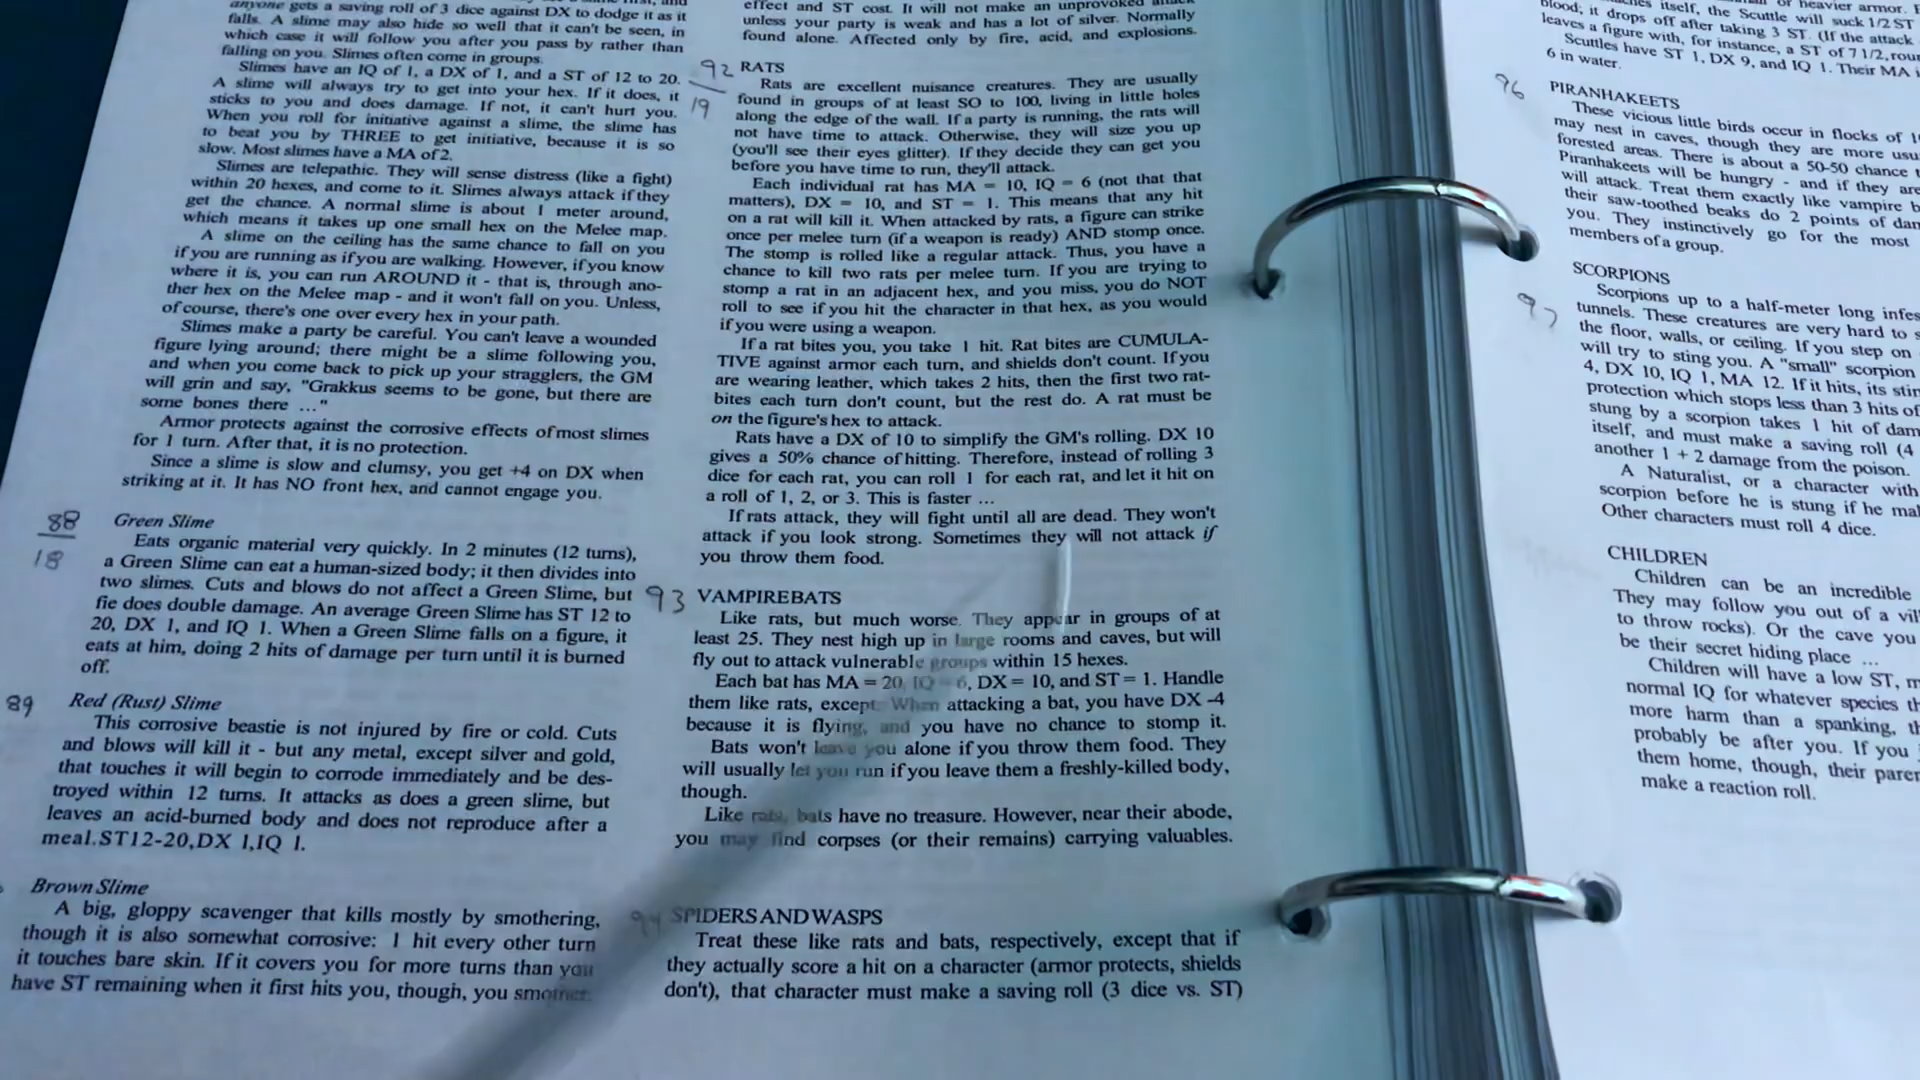 anyone gets a saving roll of 3 dice against DX to dodge it as it
falls. A slime may also hide so well that it can't be seen, in
which case it will follow you after you pass by rather than
falling on you. Slimes often come in groups.
Slimes have an IQ of 1, a DX of 1, and a ST of 12 to 20.
A slime will always try to get into your hex. If it does, it
sticks to you and does damage. If not, it can't hurt you.
When you roll for initiative against a slime, the slime has
to beat you by THREE to get initiative, because it is so
slow. Most slimes have a MA of 2.
Slimes are telepathic. They will sense distress (like a fight)
within 20 hexes, and come to it. Slimes always attack if they
get the chance. A normal slime is about 1 meter around,
which means it takes up one small hex on the Melee map.
A slime on the ceiling has the same chance to fall on you
if you are running as if you are walking. However, if you know
where it is, you can run AROUND it - that is, through ano-
ther hex on the Melee map - and it won't fall on you. Unless,
of course, there's one over every hex in your path.
Slimes make a party be careful. You can't leave a wounded
figure lying around; there might be a slime following you,
and when you come back to pick up your stragglers, the GM
will grin and say, "Grakkus seems to be gone, but there are
some bones there ..."
Armor protects against the corrosive effects of most slimes
for 1 turn. After that, it is no protection.
Since a slime is slow and clumsy, you get +4 on DX when
striking at it. It has NO front hex, and cannot engage you.
88
18
Green Slime
Eats organic material very quickly. In 2 minutes (12 turns),
a Green Slime can eat a human-sized body; it then divides into
two slimes. Cuts and blows do not affect a Green Slime, but
fie does double damage. An average Green Slime has ST 12 to
20, DX 1, and IQ 1. When a Green Slime falls on a figure, it
eats at him, doing 2 hits of damage per turn until it is burned
off.
89
Red (Rust) Slime
This corrosive beastie is not injured by fire or cold. Cuts
and blows will kill it - but any metal, except silver and gold,
that touches it will begin to corrode immediately and be des-
troyed within 12 turns. It attacks as does a green slime, but
leaves an acid-burned body and does not reproduce after a
meal.ST12-20,DX 1,IQ 1.
Brown Slime
A big, gloppy scavenger that kills mostly by smothering,
though it is also somewhat corrosive: 1 hit every other turn
it touches bare skin. If it covers you for more turns than you
have ST remaining when it first hits you, though, you smother.
effect and ST cost. It will not make an unprovoked attack
unless your party is weak and has a lot of silver. Normally
found alone. Affected only by fire, acid, and explosions.
92
19
RATS
Rats are excellent nuisance creatures. They are usually
found in groups of at least SO to 100, living in little holes
along the edge of the wall. If a party is running, the rats will
not have time to attack. Otherwise, they will size you up
(you'll see their eyes glitter). If they decide they can get you
before you have time to run, they'll attack.
Each individual rat has MA = 10, IQ = 6 (not that that
matters), DX = 10, and ST = 1. This means that any hit
on a rat will kill it. When attacked by rats, a figure can strike
once per melee turn (if a weapon is ready) AND stomp once.
The stomp is rolled like a regular attack. Thus, you have a
chance to kill two rats per melee turn. If you are trying to
stomp a rat in an adjacent hex, and you miss, you do NOT
roll to see if you hit the character in that hex, as you would
if you were using a weapon.
If a rat bites you, you take 1 hit. Rat bites are CUMULA-
TIVE against armor each turn, and shields don't count. If you
are wearing leather, which takes 2 hits, then the first two rat-
bites each turn don't count, but the rest do. A rat must be
on the figure's hex to attack.
Rats have a DX of 10 to simplify the GM's rolling. DX 10
gives a 50% chance of hitting. Therefore, instead of rolling 3
dice for each rat, you can roll 1 for each rat, and let it hit on
a roll of 1, 2, or 3. This is faster ...
If rats attack, they will fight until all are dead. They won't
attack if you look strong. Sometimes they will not attack if
you throw them food.
93
VAMPIREBATS
Like rats, but much worse. They appear in groups of at
least 25. They nest high up in large rooms and caves, but will
fly out to attack vulnerable groups within 15 hexes.
Each bat has MA = 20, IQ = 6, DX = 10, and ST = 1. Handle
them like rats, except: When attacking a bat, you have DX -4
because it is flying, and you have no chance to stomp it.
Bats won't leave you alone if you throw them food. They
will usually let you run if you leave them a freshly-killed body,
though.
Like rats, bats have no treasure. However, near their abode,
you may find corpses (or their remains) carrying valuables.
94
SPIDERSANDWASPS
Treat these like rats and bats, respectively, except that if
they actually score a hit on a character (armor protects, shields
don't), that character must make a saving roll (3 dice vs. ST)
of heavier armor.
itself, the Scuttle will suck 1/2 ST
blood; it drops off after taking 3 ST. (If the attack
leaves a figure with, for instance, a ST of 7 1/2,
Scuttles have ST 1, DX 9, and IQ 1. Their MA
6 in water.
96
PIRANHAKEETS
These vicious little birds occur in flocks of
may nest in caves, though they are more
forested areas. There is about a 50-50 chance
Piranhakeets will be hungry - and if they are
will attack. Treat them exactly like vampire
their saw-toothed beaks do 2 points of
you. They instinctively go for the most
members of a group.
97
SCORPIONS
Scorpions up to a half-meter long
tunnels. These creatures are very hard to
the floor, walls, or ceiling. If you step on
will try to sting you. A "small" scorpion
4, DX 10, IQ 1, MA 12. If it hits, its
protection which stops less than 3 hits of
stung by a scorpion takes 1 hit of
itself, and must make a saving roll (4
another 1 + 2 damage from the poison.
A Naturalist, or a character with
scorpion before he is stung if he
Other characters must roll 4 dice.
CHILDREN
Children can be an incredible
They may follow you out of a
to throw rocks). Or the cave you
be their secret hiding place ...
Children will have a low ST,
normal IQ for whatever species
more harm than a spanking,
probably be after you. If you
them home, though, their
make a reaction roll.